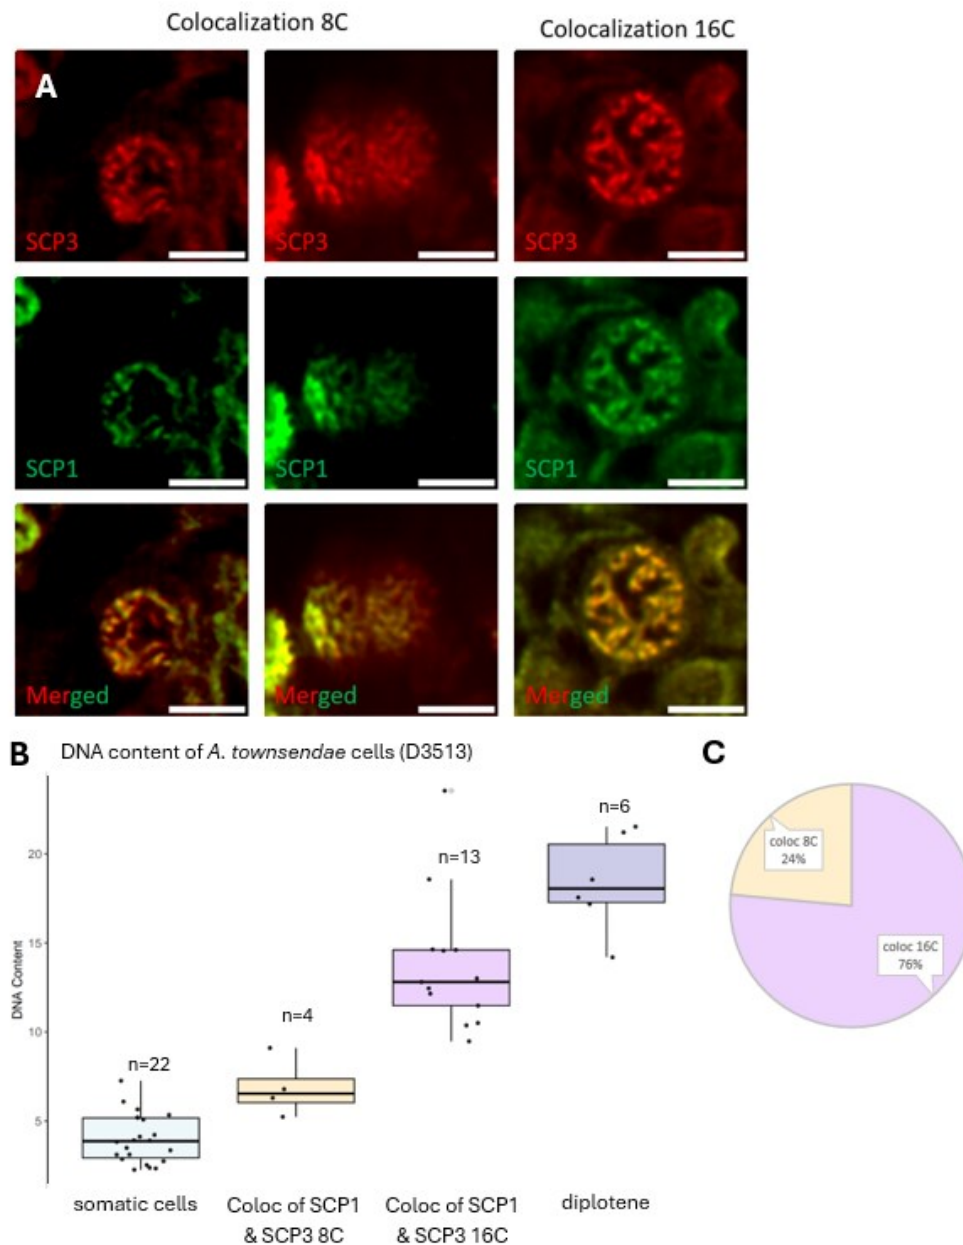 Colocalization 8C
Colocalization 16C
A
SCP3
SCP3
SCP3
SCP1
SCP1
SCP1
Merged
Merged
Merged
B
DNA content of A. townsendae cells (D3513)
C
DNA Content
20
15
10
5
n=22
n=4
n=13
n=6
somatic cells
Coloc of SCP1
& SCP3 8C
Coloc of SCP1
& SCP3 16C
diplotene
coloc 8C
24%
coloc 16C
76%